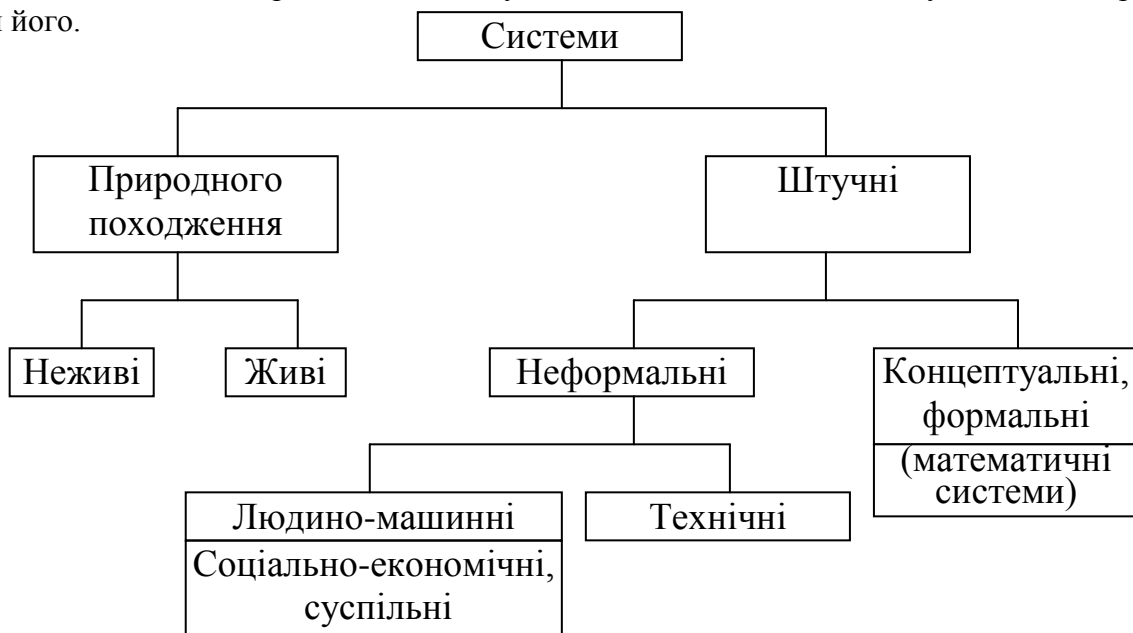 його.
Системи
Природного
походження
Штучні
Неживі
Живі
Неформальні
Концептуальні,
формальні
(математичні
системи)
Людино-машинні
Технічні
Соціально-економічні,
суспільні